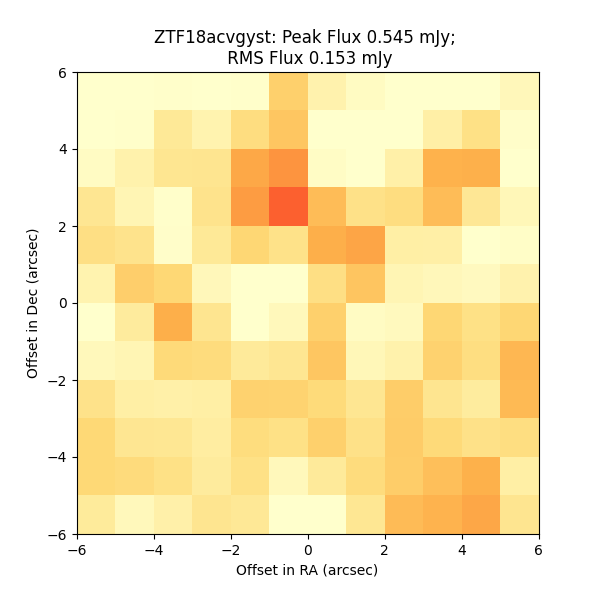 ZTF18acvgyst: Peak Flux 0.545 mJy;
RMS Flux 0.153 mJy
6
4
2
0
−2
−4
−6
Offset in Dec (arcsec)
−6 −4 −2 0 2 4 6
Offset in RA (arcsec)